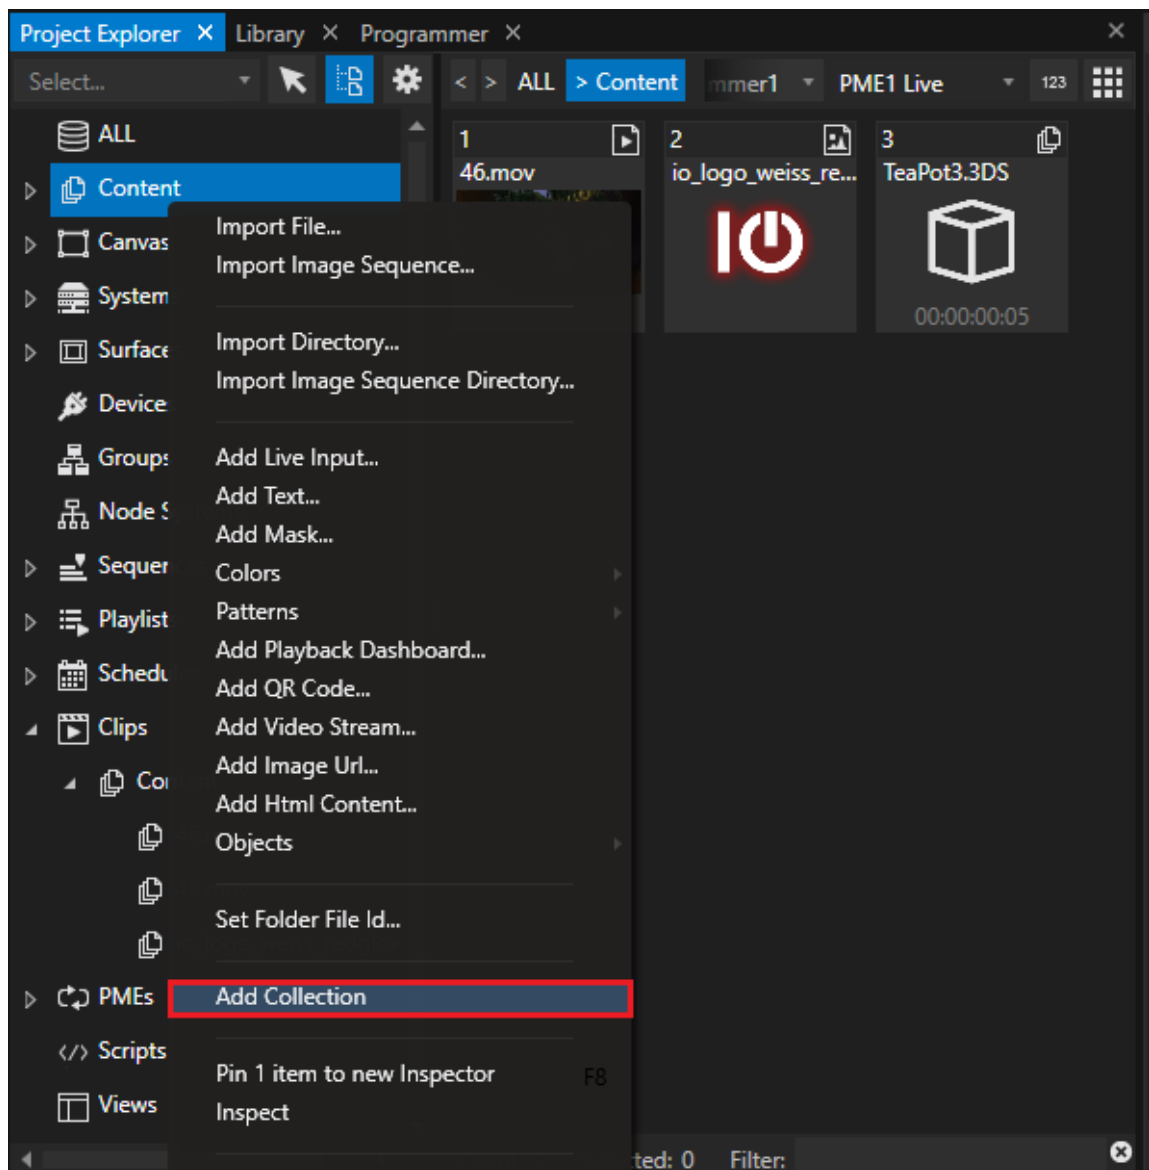 Project Explorer Library Programmer
Select... ALL > Content mmer1 PME1 Live 123
ALL
Content
Canvas
System
Surface
Device
Groups
Node S
Sequer
Playlist
Schedu
Clips
Co
PMEs
Scripts
Views
Import File...
Import Image Sequence...
Import Directory...
Import Image Sequence Directory...
Add Live Input...
Add Text...
Add Mask...
Colors
Patterns
Add Playback Dashboard...
Add QR Code...
Add Video Stream...
Add Image Url...
Add Html Content...
Objects
Set Folder File Id...
Add Collection
Pin 1 item to new Inspector F8
Inspect
1
46.mov
2
io_logo_weiss_re...
IO
3
TeaPot3.3DS
00:00:00:05
ted: 0 Filter: